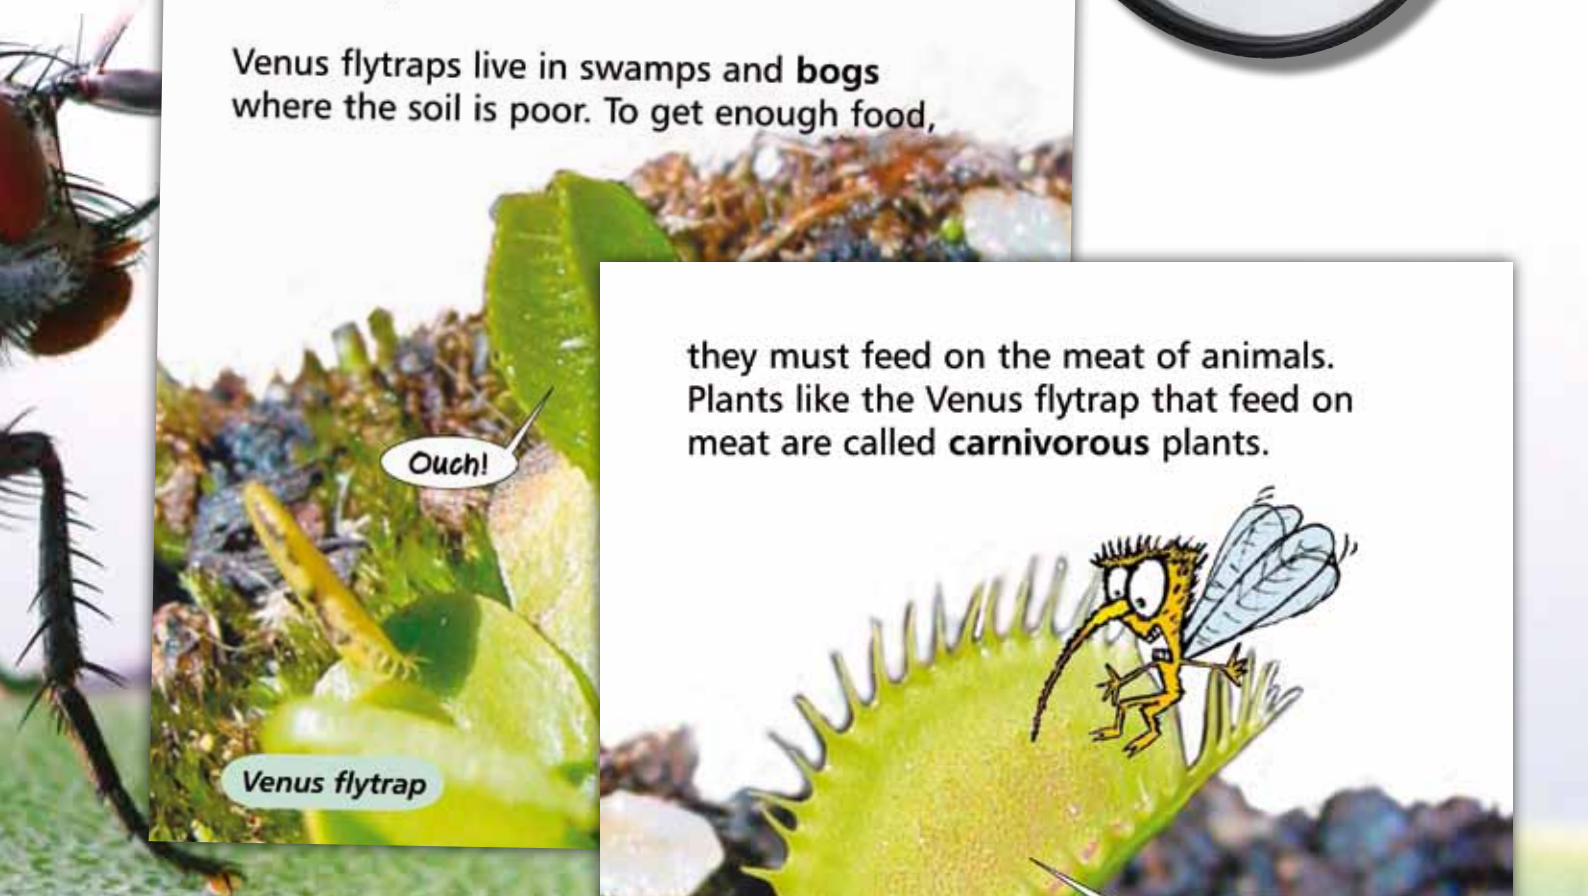 Venus flytraps live in swamps and bogs
where the soil is poor. To get enough food,
Ouch!
Venus flytrap
they must feed on the meat of animals.
Plants like the Venus flytrap that feed on
meat are called carnivorous plants.